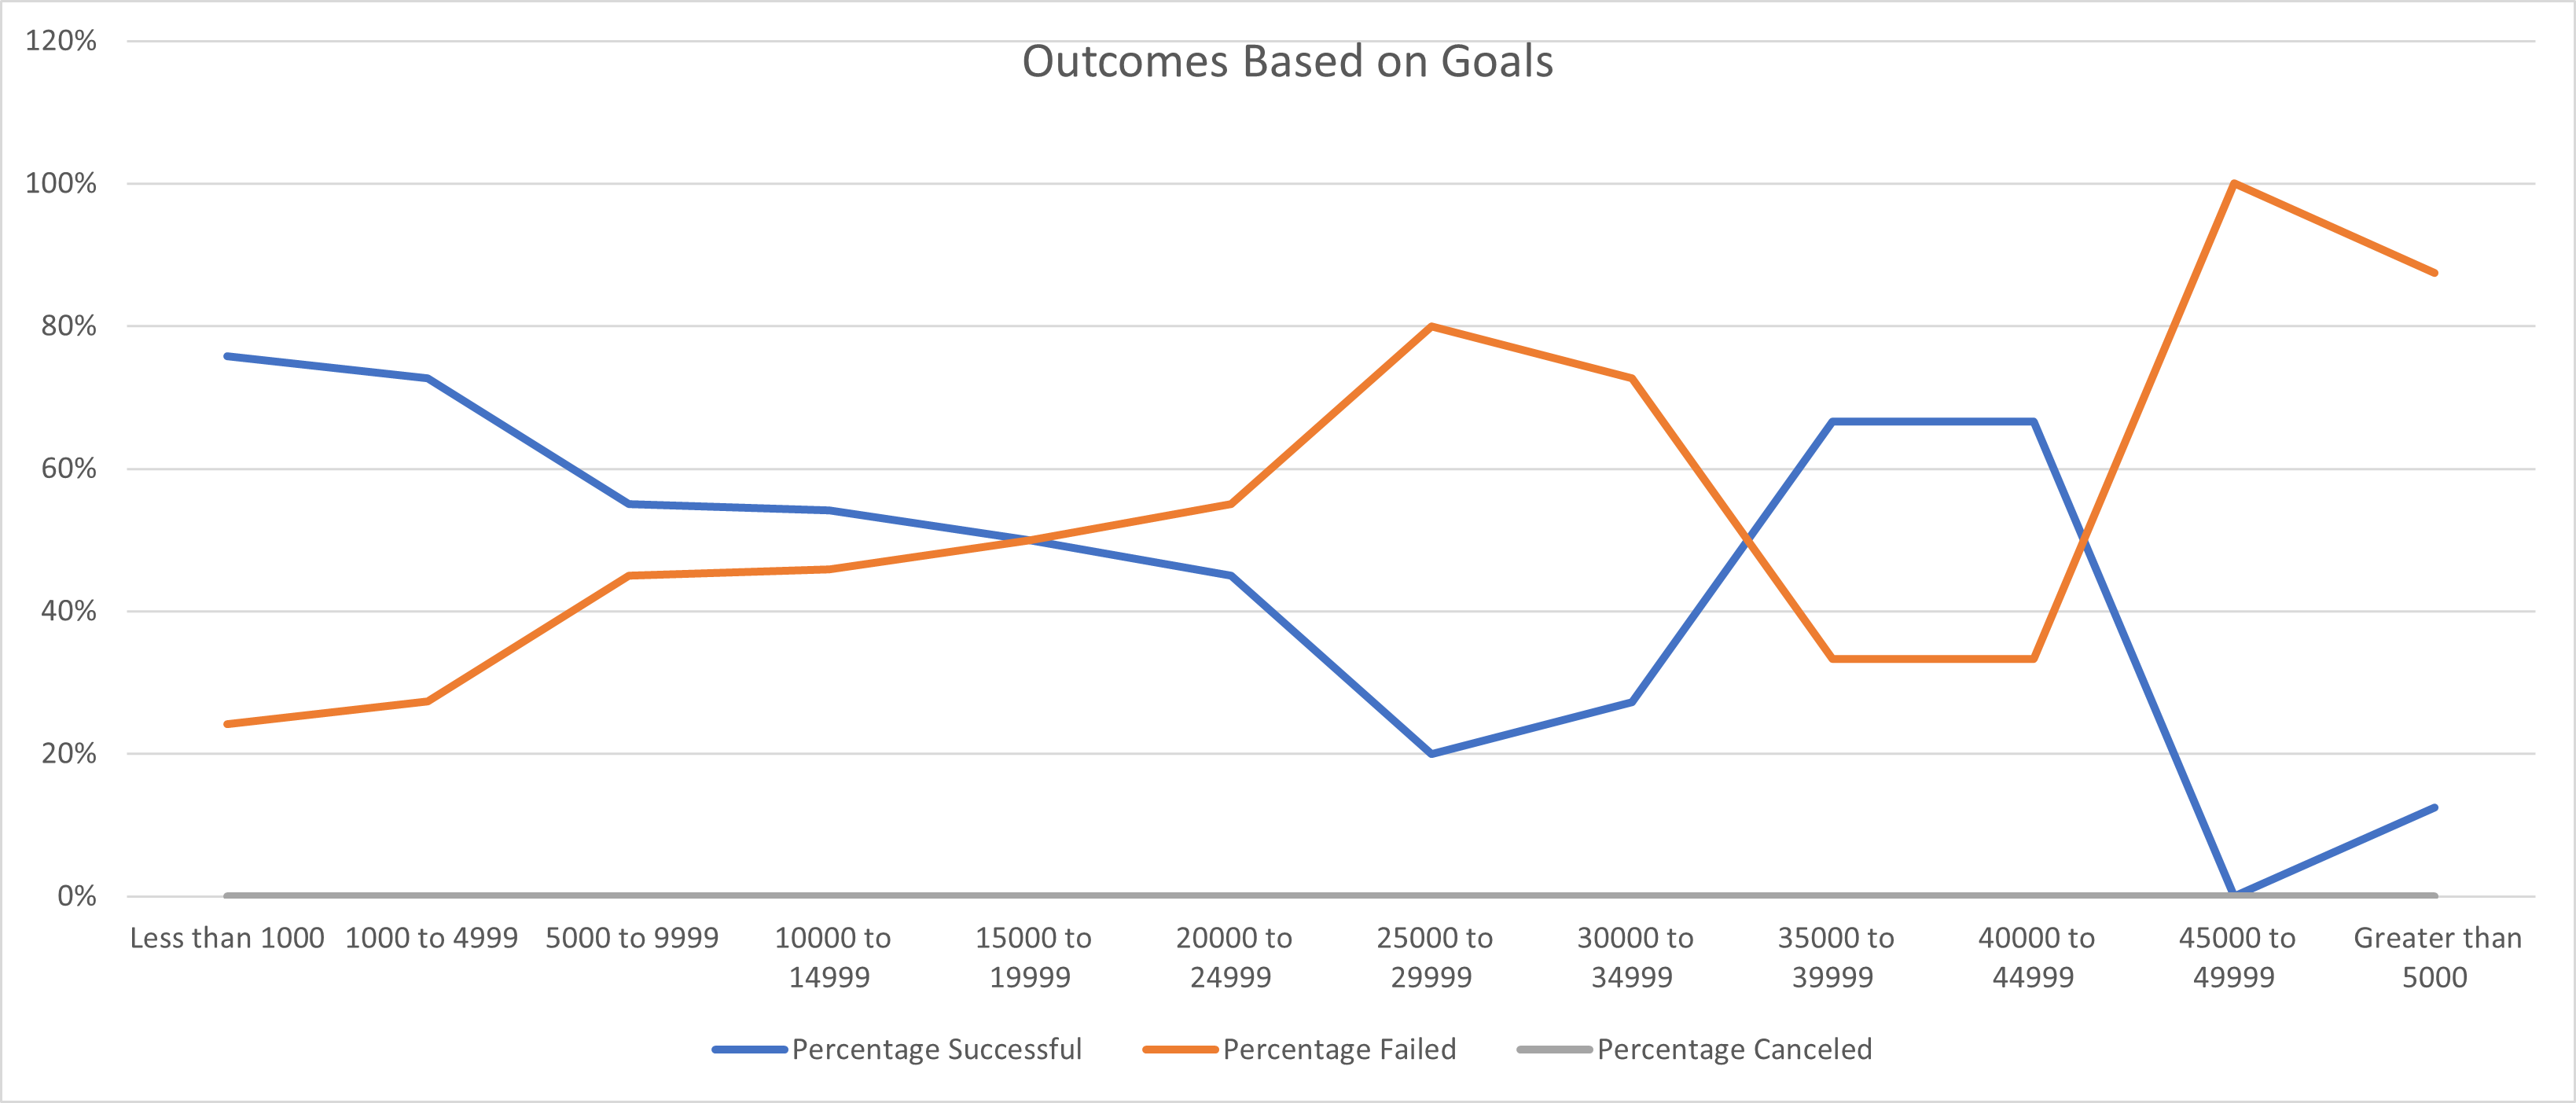 Outcomes Based on Goals
120%
100%
80%
60%
40%
20%
0%
Less than 1000
1000 to 4999
5000 to 9999
10000 to
14999
15000 to
19999
20000 to
24999
25000 to
29999
30000 to
34999
35000 to
39999
40000 to
44999
45000 to
49999
Greater than
5000
Percentage Successful
Percentage Failed
Percentage Canceled